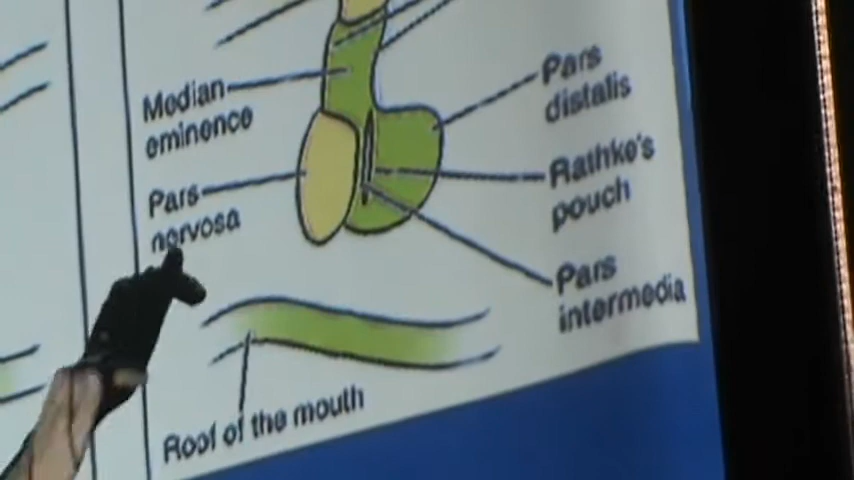 Median
eminence
Pars
nervosa
Pars
distalis
Rathke's
pouch
Pars
intermedia
Roof of the mouth